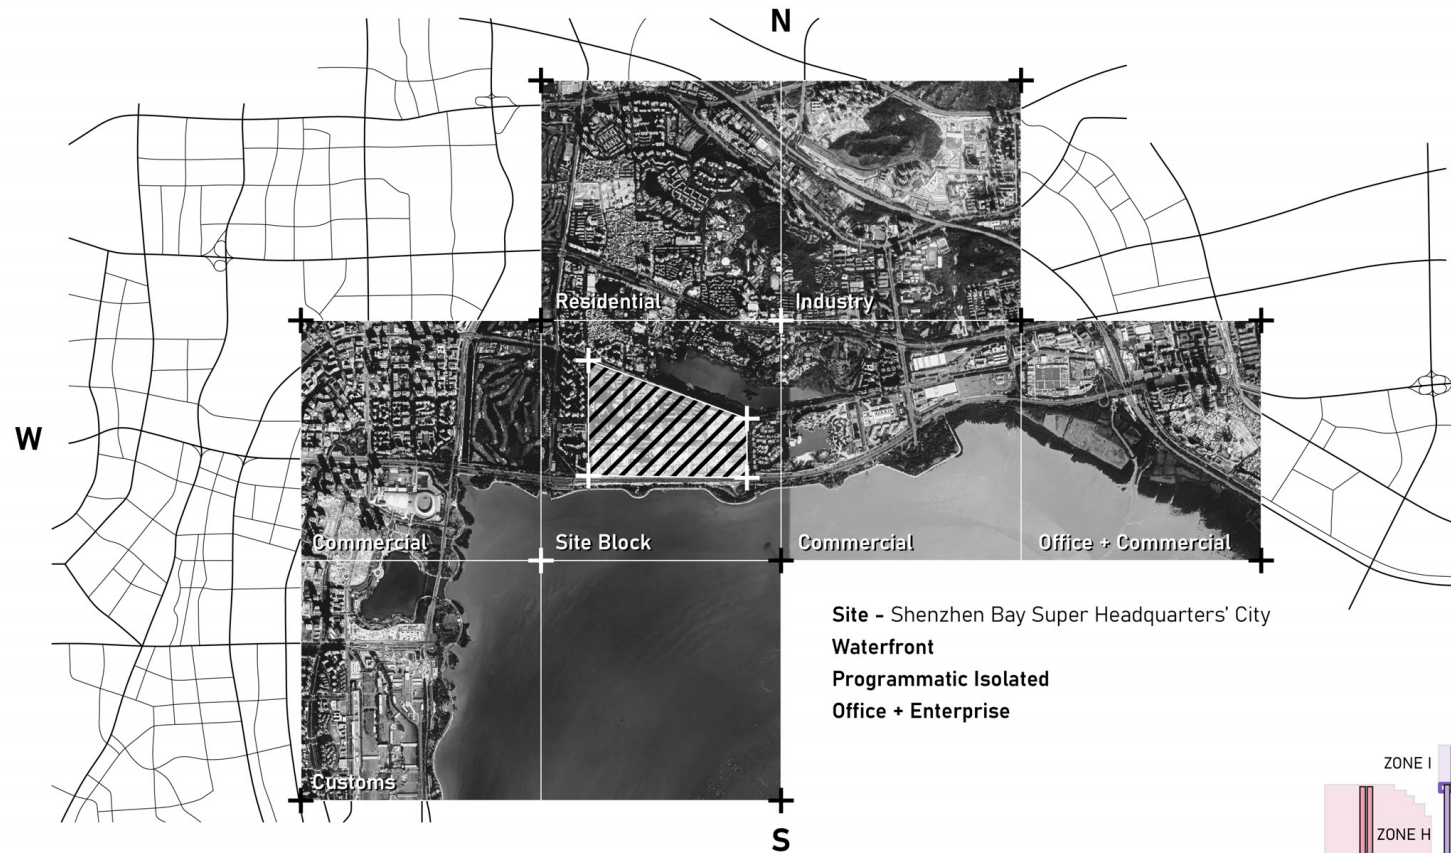 N
Residential
Industry
W
Commercial
Site Block
Commercial
Office + Commercial
Site - Shenzhen Bay Super Headquarters’ City
Waterfront
Programmatic Isolated
Office + Enterprise
Customs
ZONE I
ZONE H
S